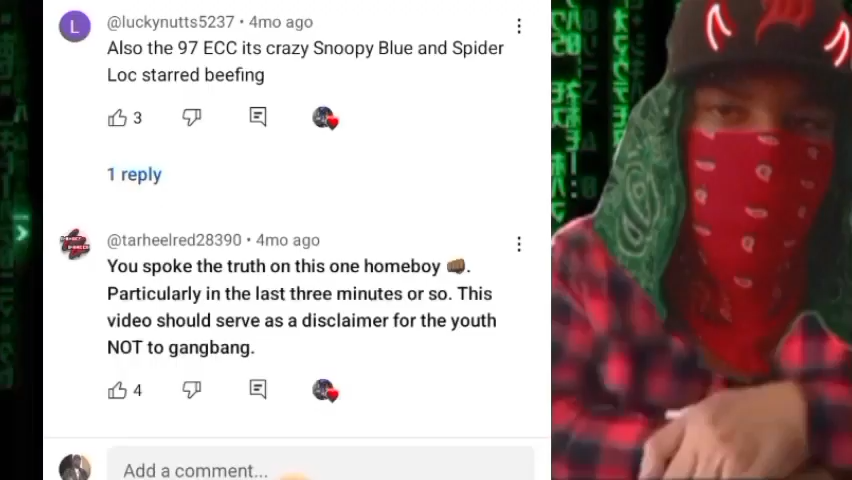 L
@luckynutts5237 • 4mo ago
Also the 97 ECC its crazy Snoopy Blue and Spider
Loc starred beefing
3
1 reply
@tarheelred28390 • 4mo ago
You spoke the truth on this one homeboy 👊🏾.
Particularly in the last three minutes or so. This
video should serve as a disclaimer for the youth
NOT to gangbang.
4
Add a comment...